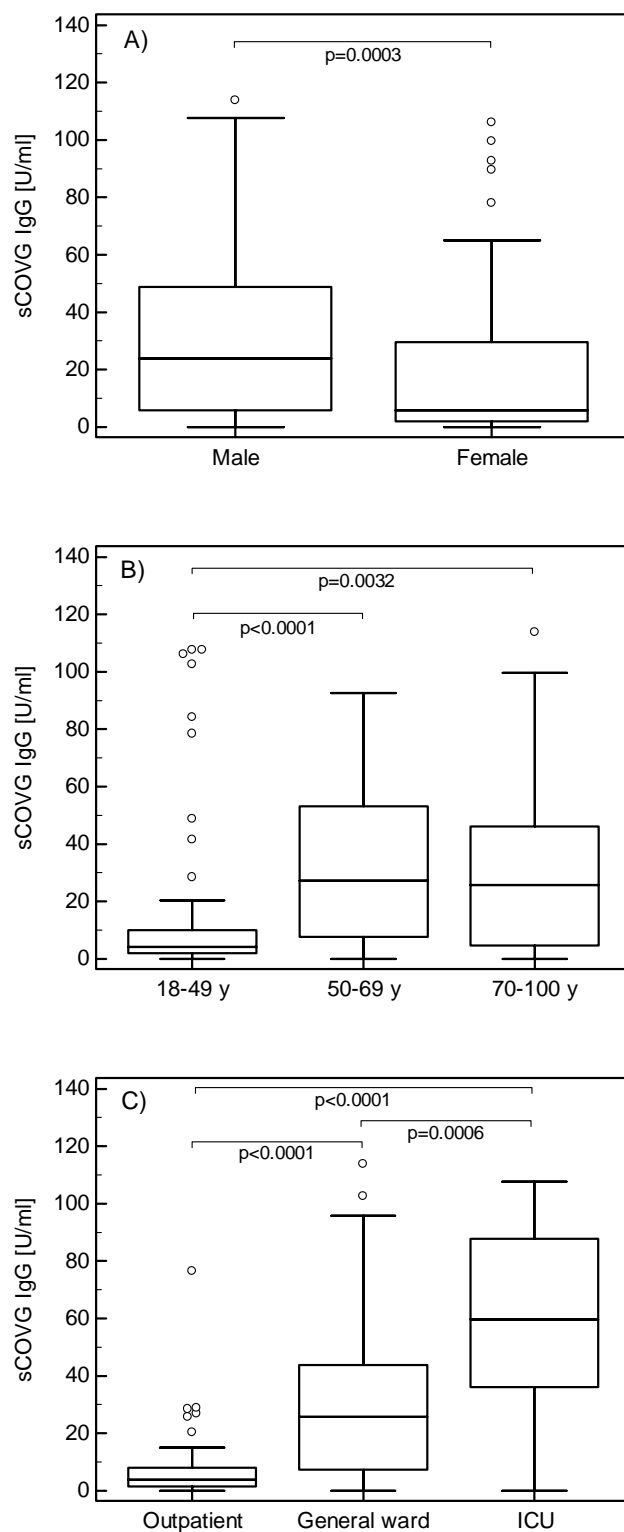 A)
p=0.0003
sCOVG IgG [U/ml]
140
120
100
80
60
40
20
0
Male Female
B)
p=0.0032
p<0.0001
sCOVG IgG [U/ml]
140
120
100
80
60
40
20
0
18-49 y 50-69 y 70-100 y
C)
p<0.0001
p=0.0006
p<0.0001
sCOVG IgG [U/ml]
140
120
100
80
60
40
20
0
Outpatient General ward ICU